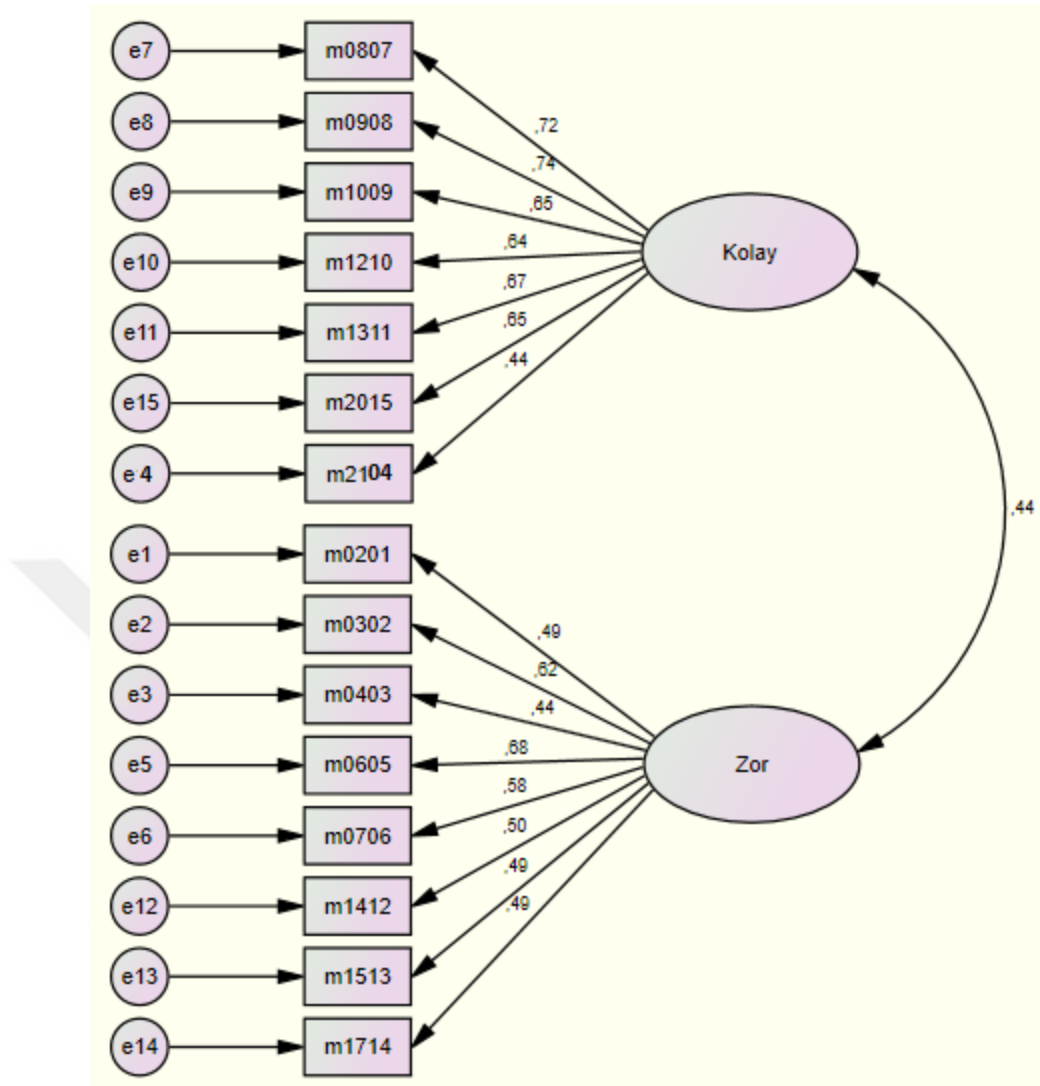 e7 m0807
,72
e8 m0908
,74
e9 m1009
,65
e10 m1210
,64
Kolay
e11 m1311
,67
e15 m2015
,65
e 4 m2104
,44
,44
e1 m0201
,49
e2 m0302
,62
e3 m0403
,44
e5 m0605
,68
Zor
e6 m0706
,58
e12 m1412
,50
e13 m1513
,49
e14 m1714
,49